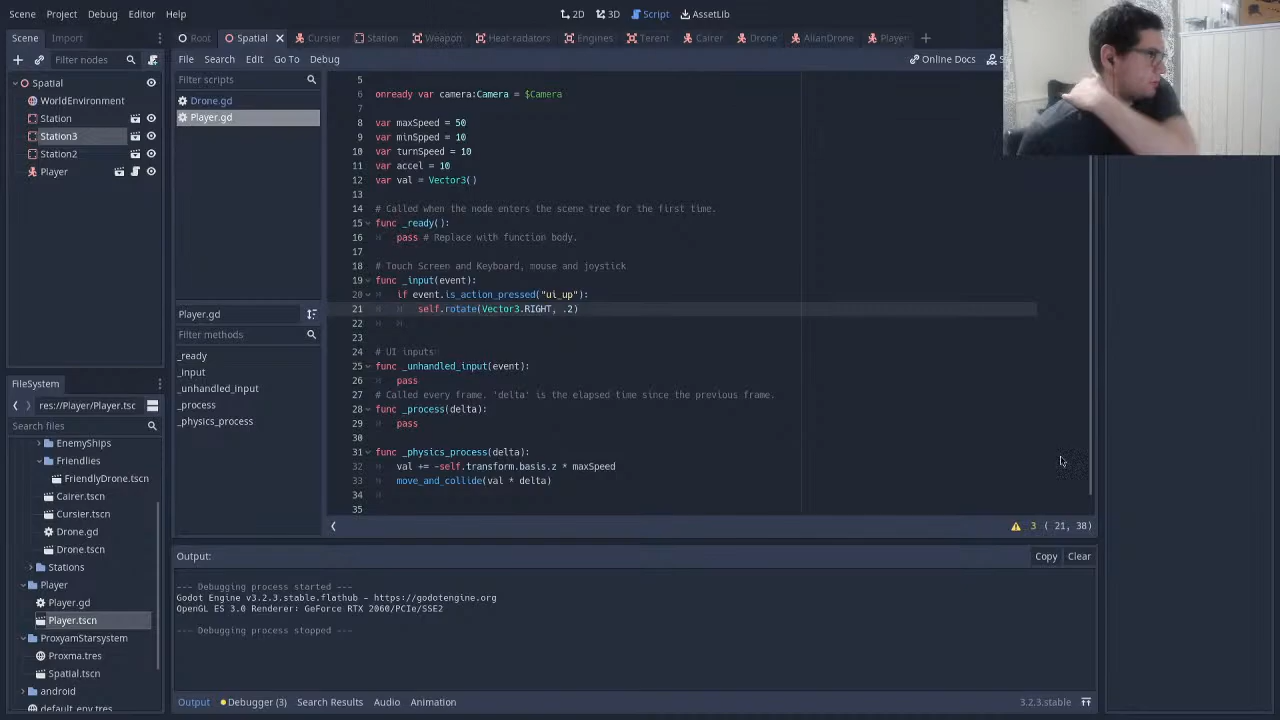 Scene Project Debug Editor Help
2D 3D Script AssetLib
Scene Import
Root Spatial Cursier Station Weapon Heat-radators Engines Terent Cairer Drone AlianDrone Player
Filter nodes
File Search Edit Go To Debug
Online Docs
Filter scripts
Spatial
WorldEnvironment
Station
Station3
Station2
Player
Drone.gd
Player.gd
5
6 onready var camera:Camera = $Camera
7
8 var maxSpeed = 50
9 var minSpped = 10
10 var turnSpeed = 10
11 var accel = 10
12 var val = Vector3()
13
14 # Called when the node enters the scene tree for the first time.
15 func _ready():
16 pass # Replace with function body.
17
18 # Touch Screen and Keyboard, mouse and joystick
19 func _input(event):
20 if event.is_action_pressed("ui_up"):
21 self.rotate(Vector3.RIGHT, .2)
22
23
24 # UI inputs
25 func _unhandled_input(event):
26 pass
27 # Called every frame. 'delta' is the elapsed time since the previous frame.
28 func _process(delta):
29 pass
30
31 func _physics_process(delta):
32 val += -self.transform.basis.z * maxSpeed
33 move_and_collide(val * delta)
34
35
Player.gd
Filter methods
_ready
_input
_unhandled_input
_process
_physics_process
FileSystem
res://Player/Player.tsc
Search files
EnemyShips
Friendlies
FriendlyDrone.tscn
Cairer.tscn
Cursier.tscn
Drone.gd
Drone.tscn
Stations
Player
Player.gd
Player.tscn
ProxyamStarsystem
Proxma.tres
Spatial.tscn
android
default_env.tres
3 ( 21, 38)
Output:
Copy Clear
--- Debugging process started ---
Godot Engine v3.2.3.stable.flathub - https://godotengine.org
OpenGL ES 3.0 Renderer: GeForce RTX 2060/PCIe/SSE2
--- Debugging process stopped ---
Output Debugger (3) Search Results Audio Animation
3.2.3.stable